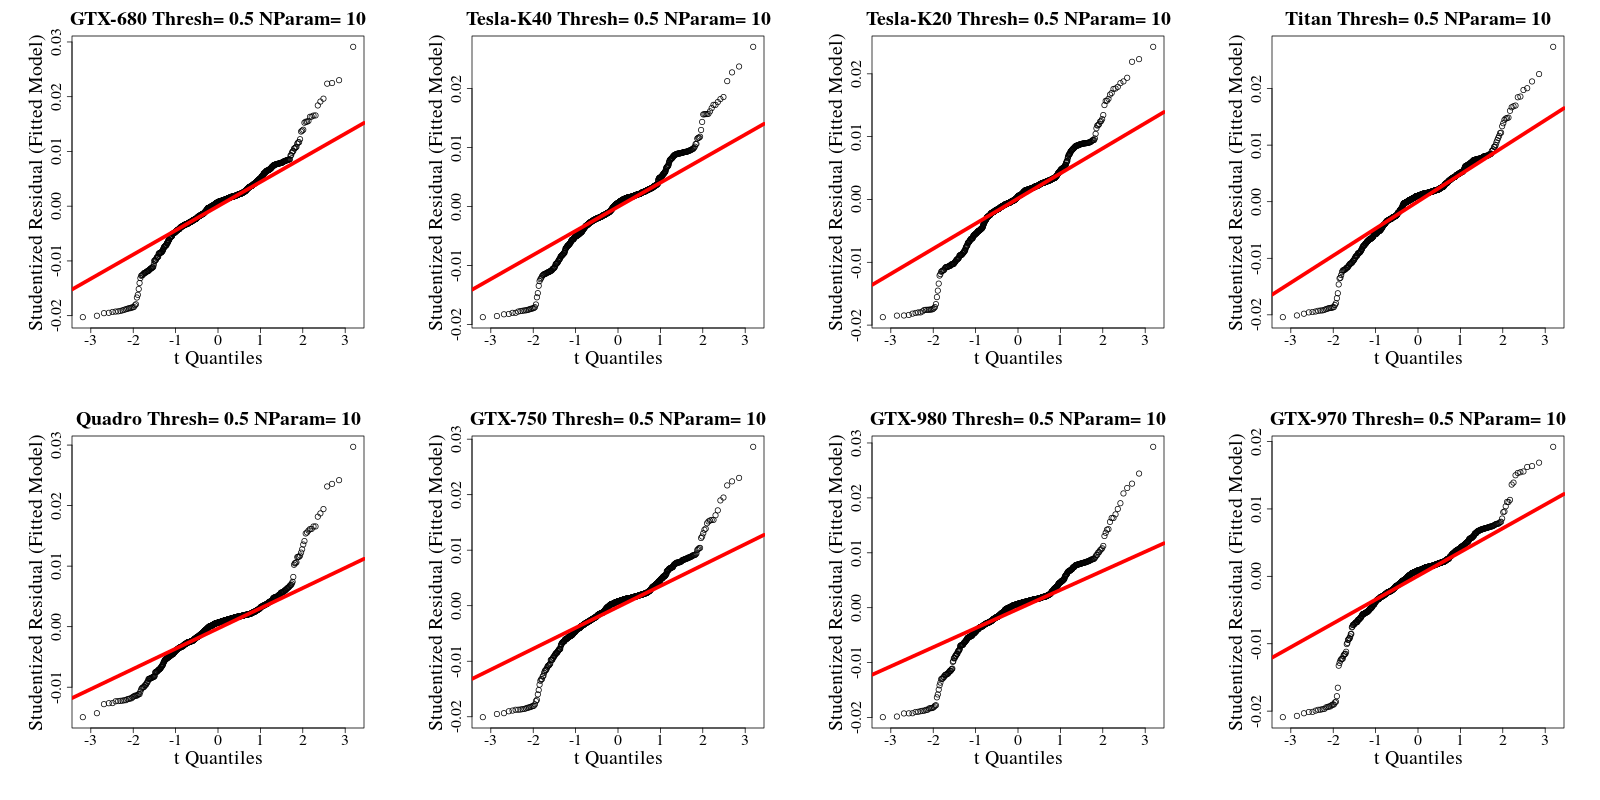 GTX-680 Thresh= 0.5 NParam= 10
Studentized Residual (Fitted Model)
-0.02 -0.01 0.00 0.01 0.02 0.03
-3 -2 -1 0 1 2 3
t Quantiles
Tesla-K40 Thresh= 0.5 NParam= 10
Studentized Residual (Fitted Model)
-0.02 -0.01 0.00 0.01 0.02
-3 -2 -1 0 1 2 3
t Quantiles
Tesla-K20 Thresh= 0.5 NParam= 10
Studentized Residual (Fitted Model)
-0.02 -0.01 0.00 0.01 0.02
-3 -2 -1 0 1 2 3
t Quantiles
Titan Thresh= 0.5 NParam= 10
Studentized Residual (Fitted Model)
-0.02 -0.01 0.00 0.01 0.02
-3 -2 -1 0 1 2 3
t Quantiles
Quadro Thresh= 0.5 NParam= 10
Studentized Residual (Fitted Model)
-0.01 0.00 0.01 0.02 0.03
-3 -2 -1 0 1 2 3
t Quantiles
GTX-750 Thresh= 0.5 NParam= 10
Studentized Residual (Fitted Model)
-0.02 -0.01 0.00 0.01 0.02 0.03
-3 -2 -1 0 1 2 3
t Quantiles
GTX-980 Thresh= 0.5 NParam= 10
Studentized Residual (Fitted Model)
-0.02 -0.01 0.00 0.01 0.02 0.03
-3 -2 -1 0 1 2 3
t Quantiles
GTX-970 Thresh= 0.5 NParam= 10
Studentized Residual (Fitted Model)
-0.02 -0.01 0.00 0.01 0.02
-3 -2 -1 0 1 2 3
t Quantiles